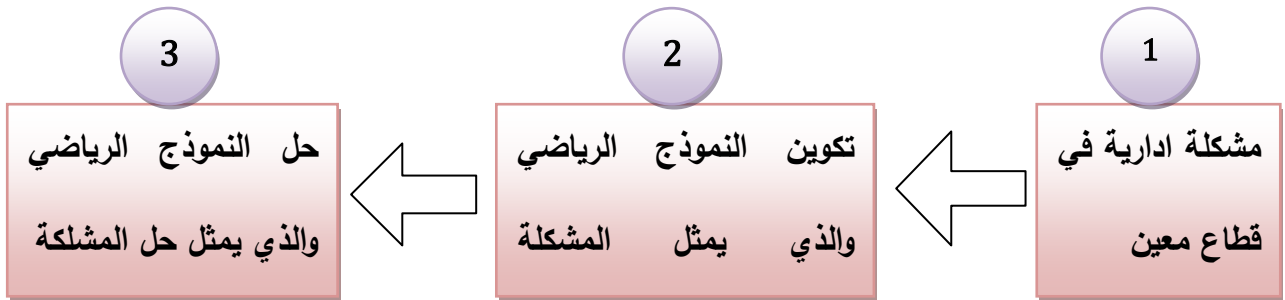 1
مشكلة ادارية في
قطاع معين
2
تكوين النموذج الرياضي
والذي يمثل المشكلة
3
حل النموذج الرياضي
والذي يمثل حل المشلكة